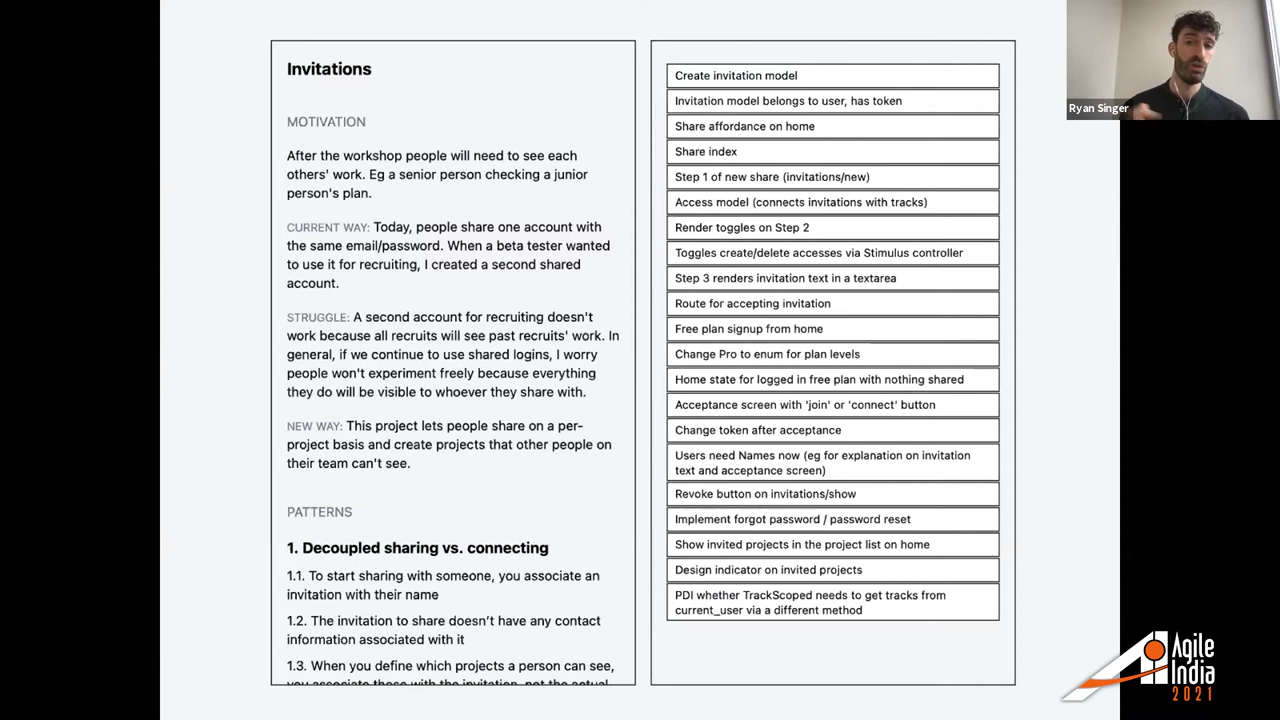 Invitations
MOTIVATION
After the workshop people will need to see each
others' work. Eg a senior person checking a junior
person's plan.
CURRENT WAY: Today, people share one account with
the same email/password. When a beta tester wanted
to use it for recruiting, I created a second shared
account.
STRUGGLE: A second account for recruiting doesn't
work because all recruits will see past recruits' work. In
general, if we continue to use shared logins, I worry
people won't experiment freely because everything
they do will be visible to whoever they share with.
NEW WAY: This project lets people share on a per-
project basis and create projects that other people on
their team can't see.
PATTERNS
1. Decoupled sharing vs. connecting
1.1. To start sharing with someone, you associate an
invitation with their name
1.2. The invitation to share doesn't have any contact
information associated with it
1.3. When you define which projects a person can see,
you associate those with the invitation, not the actual
Create invitation model
Invitation model belongs to user, has token
Share affordance on home
Share index
Step 1 of new share (invitations/new)
Access model (connects invitations with tracks)
Render toggles on Step 2
Toggles create/delete accesses via Stimulus controller
Step 3 renders invitation text in a textarea
Route for accepting invitation
Free plan signup from home
Change Pro to enum for plan levels
Home state for logged in free plan with nothing shared
Acceptance screen with 'join' or 'connect' button
Change token after acceptance
Users need Names now (eg for explanation on invitation
text and acceptance screen)
Revoke button on invitations/show
Implement forgot password / password reset
Show invited projects in the project list on home
Design indicator on invited projects
PDI whether TrackScoped needs to get tracks from
current_user via a different method
Ryan Singer
Agile
India
2021